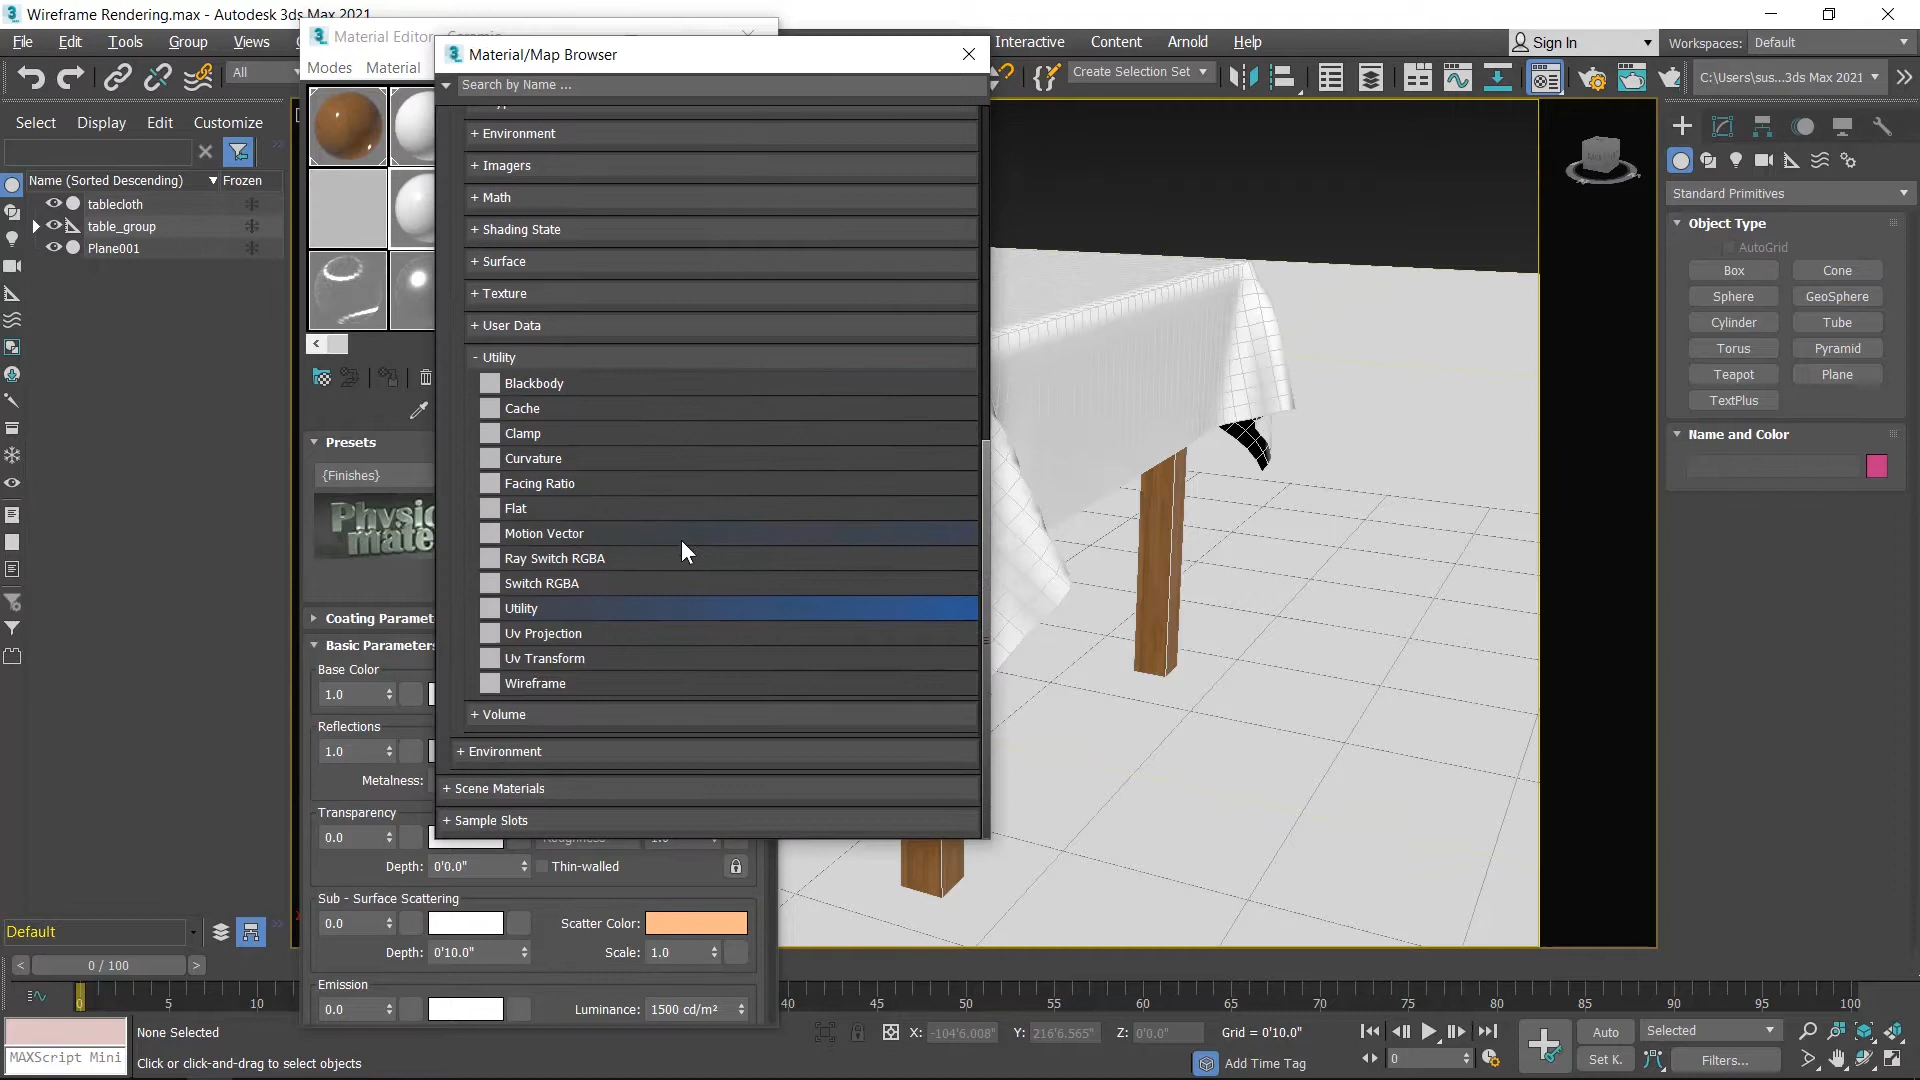 Wireframe Rendering.max - Autodesk 3ds Max 2021
File Edit Tools Group Views Interactive Content Arnold Help
Sign In
Workspaces: Default
Material Editor - Ceramic
Modes Material
Material/Map Browser
Search by Name ...
All
Create Selection Set
C:\Users\sus...3ds Max 2021
Select Display Edit Customize
Name (Sorted Descending) Frozen
tablecloth
table_group
Plane001
+ Environment
+ Imagers
+ Math
+ Shading State
+ Surface
+ Texture
+ User Data
- Utility
Blackbody
Cache
Clamp
Curvature
Facing Ratio
Flat
Motion Vector
Ray Switch RGBA
Switch RGBA
Utility
Uv Projection
Uv Transform
Wireframe
+ Volume
+ Environment
+ Scene Materials
+ Sample Slots
Presets
{Finishes}
Physic
mate
Coating Paramet
Basic Parameters
Base Color
1.0
Reflections
1.0
Metalness:
Transparency
0.0
Roughness
1.0
Depth: 0'0.0"
Thin-walled
Sub - Surface Scattering
0.0
Scatter Color:
Depth: 0'10.0"
Scale: 1.0
Emission
0.0
Luminance: 1500 cd/m²
Standard Primitives
Object Type
AutoGrid
Box Cone
Sphere GeoSphere
Cylinder Tube
Torus Pyramid
Teapot Plane
TextPlus
Name and Color
Default
< 0 / 100 >
0 5 10 40 45 50 55 60 65 70 75 80 85 90 95 100
None Selected
MAXScript Mini
Click or click-and-drag to select objects
X: -104'6.008" Y: 216'6.565" Z: 0'0.0" Grid = 0'10.0"
Add Time Tag
0
Auto
Selected
Set K.
Filters...